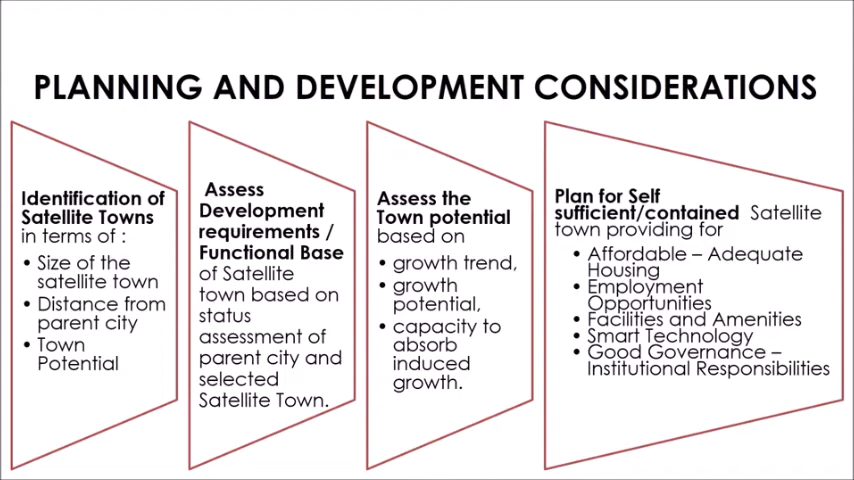 PLANNING AND DEVELOPMENT CONSIDERATIONS
Identification of
Satellite Towns
in terms of :
• Size of the
satellite town
• Distance from
parent city
• Town
Potential
Assess
Development
requirements /
Functional Base
of Satellite
town based on
status
assessment of
parent city and
selected
Satellite Town.
Assess the
Town potential
based on
• growth trend,
• growth
potential,
• capacity to
absorb
induced
growth.
Plan for Self
sufficient/contained Satellite
town providing for
• Affordable – Adequate
Housing
• Employment
Opportunities
• Facilities and Amenities
• Smart Technology
• Good Governance –
Institutional Responsibilities